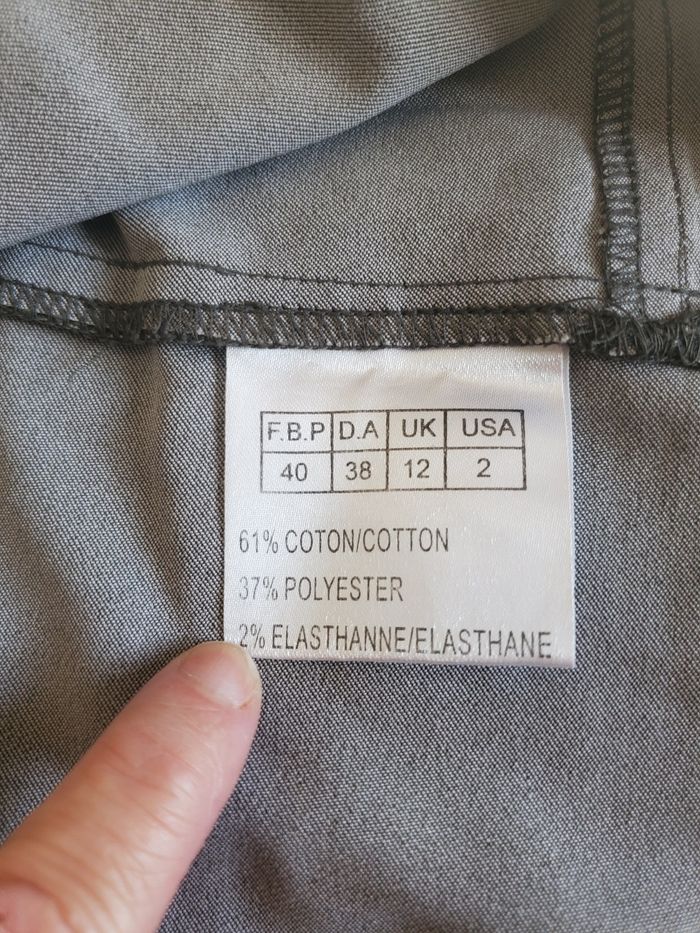 F.B.P D.A UK USA
40 38 12 2
61% COTON/COTTON
37% POLYESTER
2% ELASTHANNE/ELASTHANE